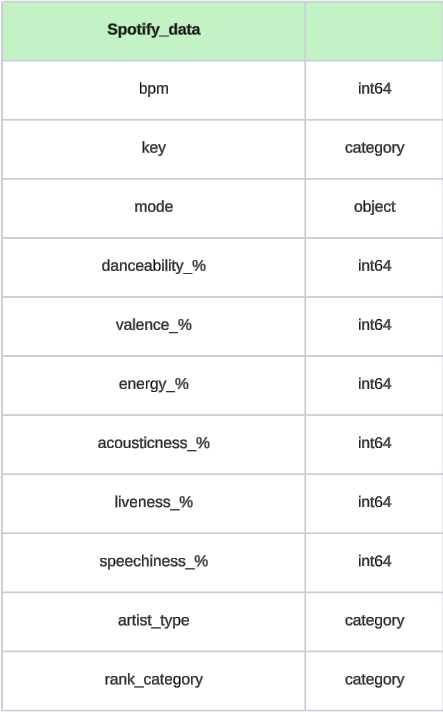 Spotify_data
bpm int64
key category
mode object
danceability_% int64
valence_% int64
energy_% int64
acousticness_% int64
liveness_% int64
speechiness_% int64
artist_type category
rank_category category